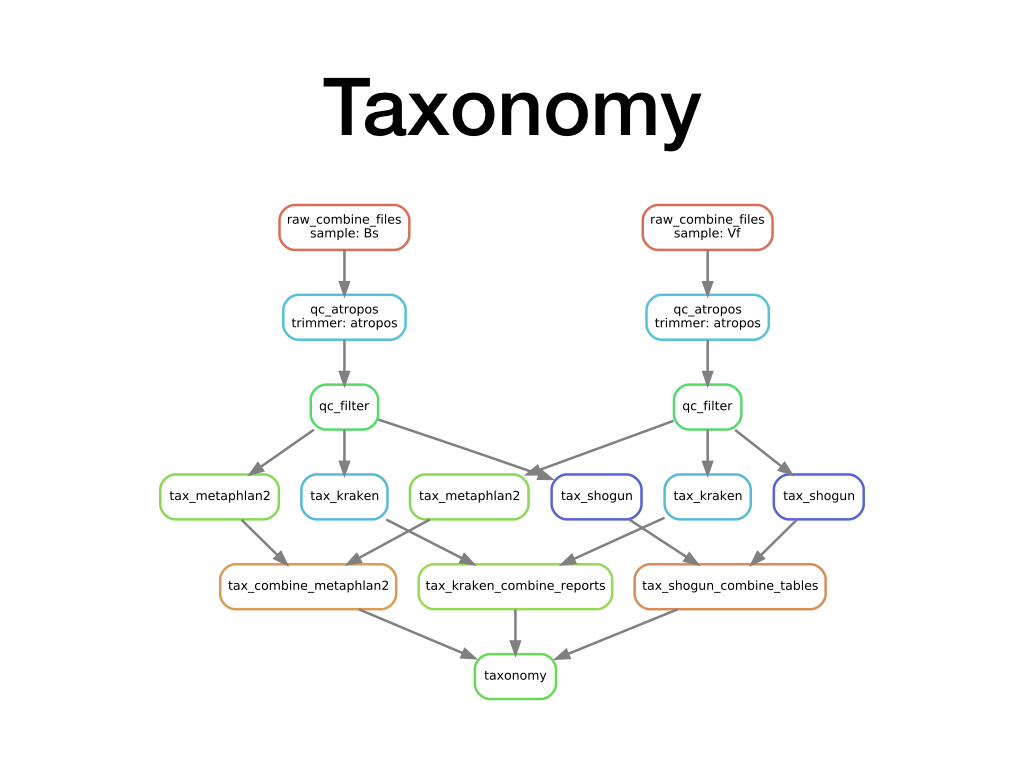 Taxonomy
raw_combine_files
sample: Bs
raw_combine_files
sample: Vf
qc_atropos
trimmer: atropos
qc_atropos
trimmer: atropos
qc_filter
qc_filter
tax_metaphlan2
tax_kraken
tax_metaphlan2
tax_shogun
tax_kraken
tax_shogun
tax_combine_metaphlan2
tax_kraken_combine_reports
tax_shogun_combine_tables
taxonomy